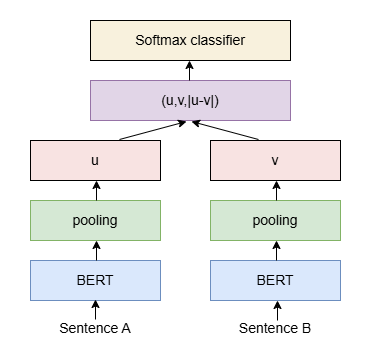 Softmax classifier
(u,v,|u-v|)
u
v
pooling
pooling
BERT
BERT
Sentence A
Sentence B